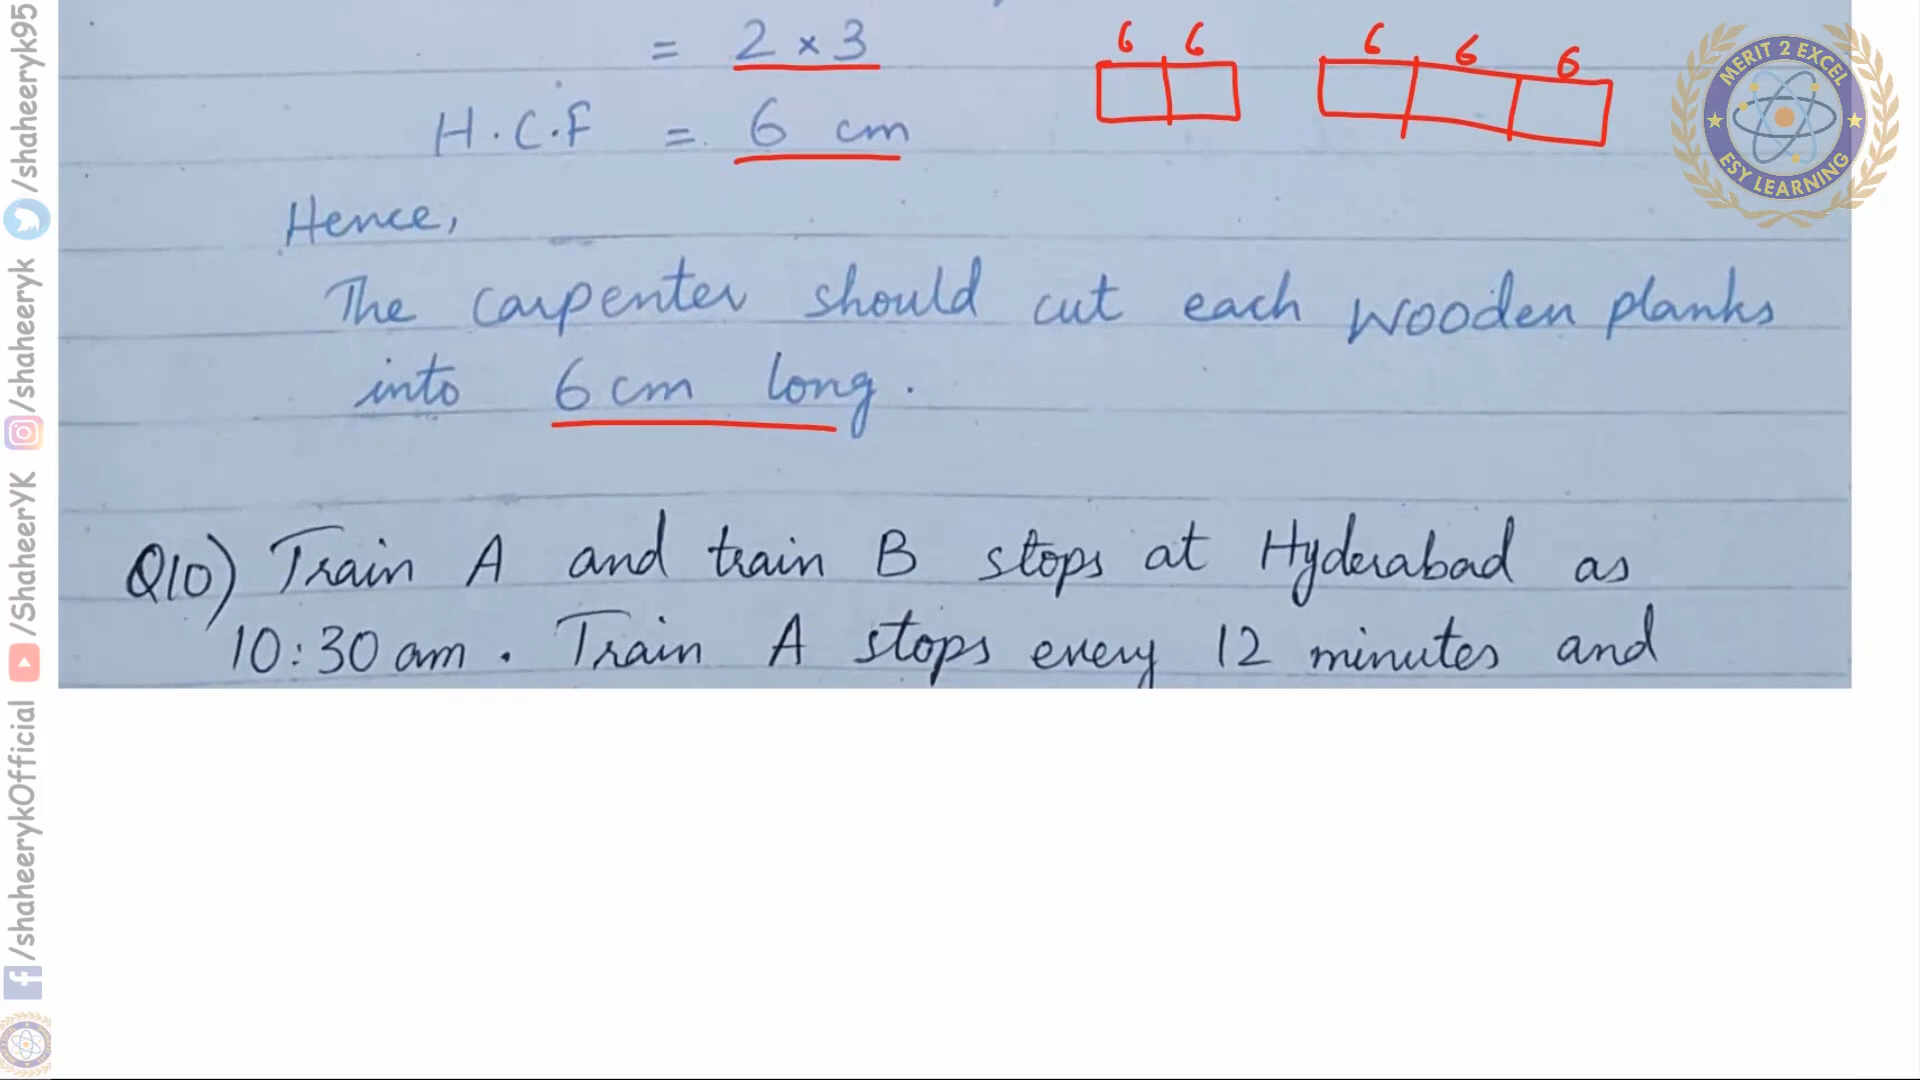 = 2 × 3
6 6
6 6 6
H.C.F = 6 cm
Hence,
The carpenter should cut each wooden planks
into 6 cm long.
Q10) Train A and train B stops at Hyderabad as
10:30 am. Train A stops every 12 minutes and
MERIT 2 EXCEL
ESY LEARNING
/shaheerykOfficial
/ShaheerYK
/shaheeryk
/shaheeryk95